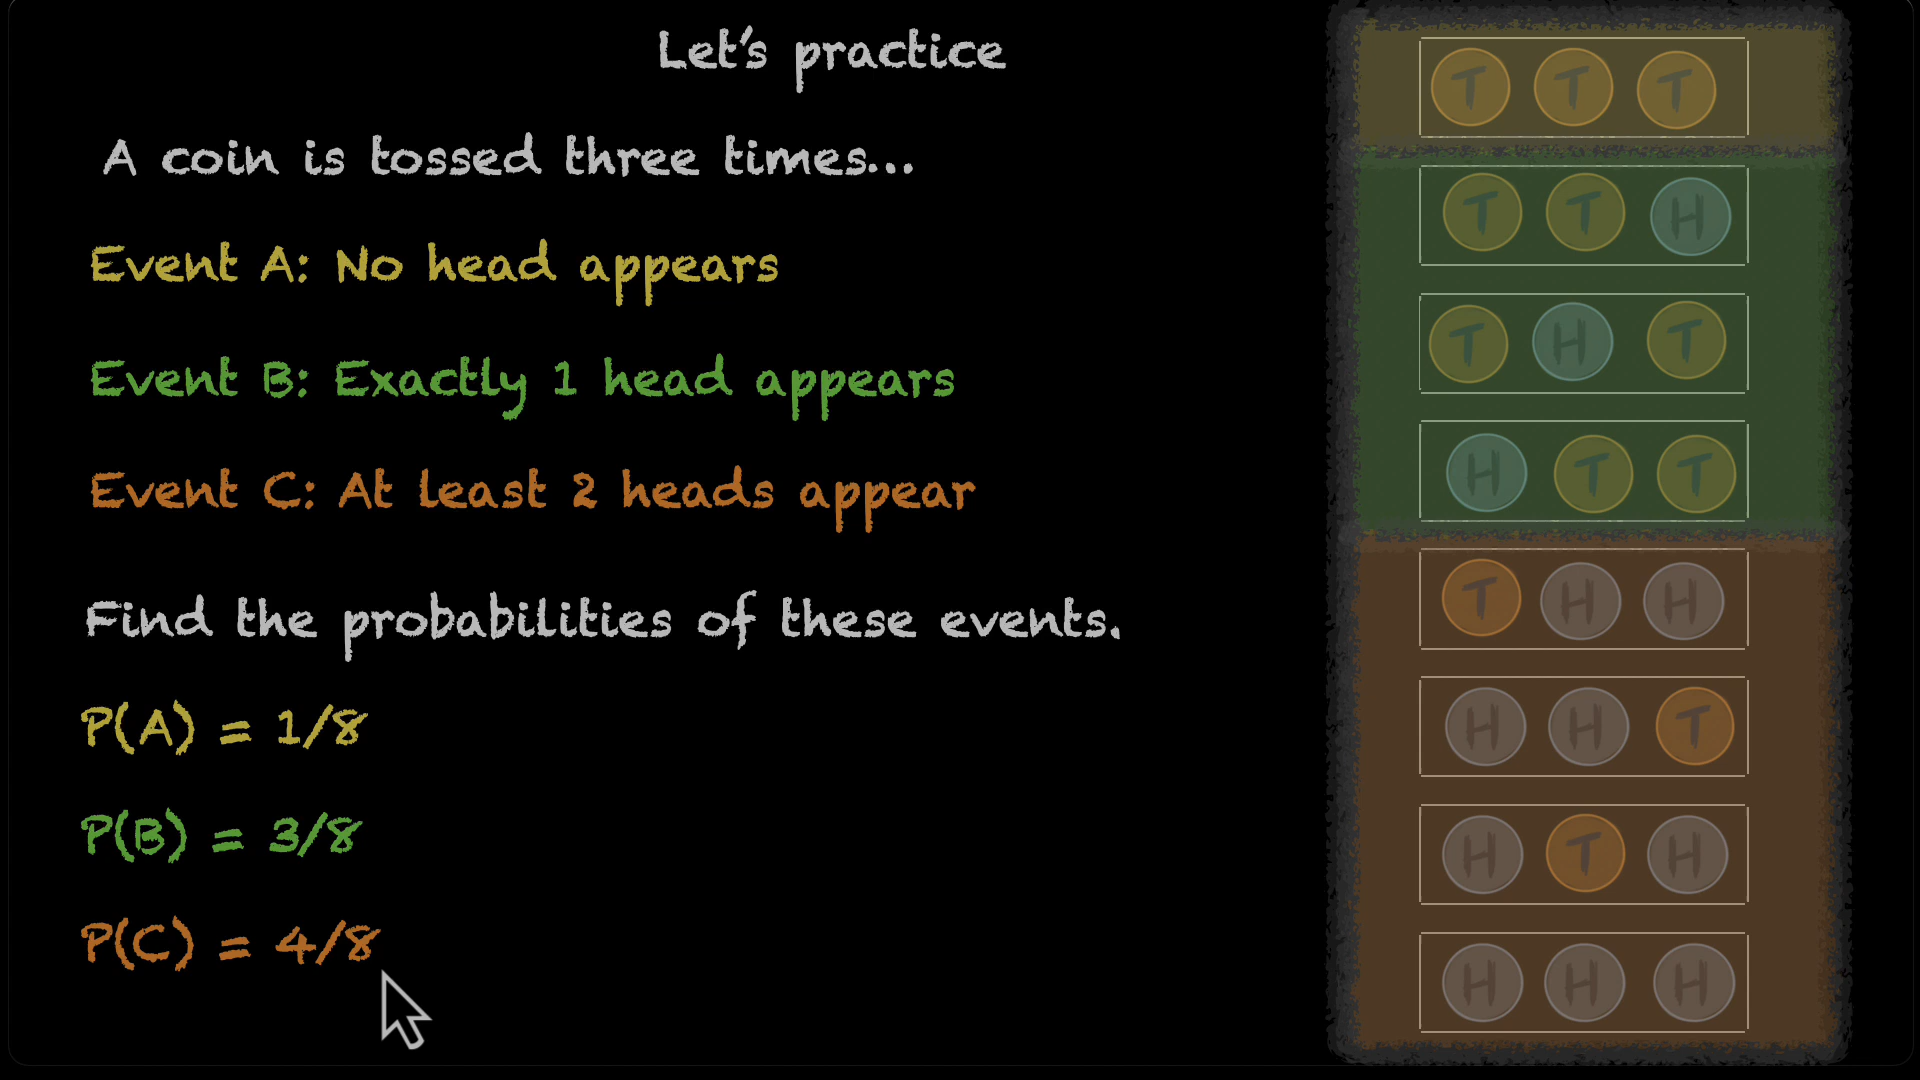 Let's practice
A coin is tossed three times...
Event A: No head appears
Event B: Exactly 1 head appears
Event C: At least 2 heads appear
Find the probabilities of these events.
P(A) = 1/8
P(B) = 3/8
P(C) = 4/8
T T T
T T H
T H T
H T T
T H H
H H T
H T H
H H H